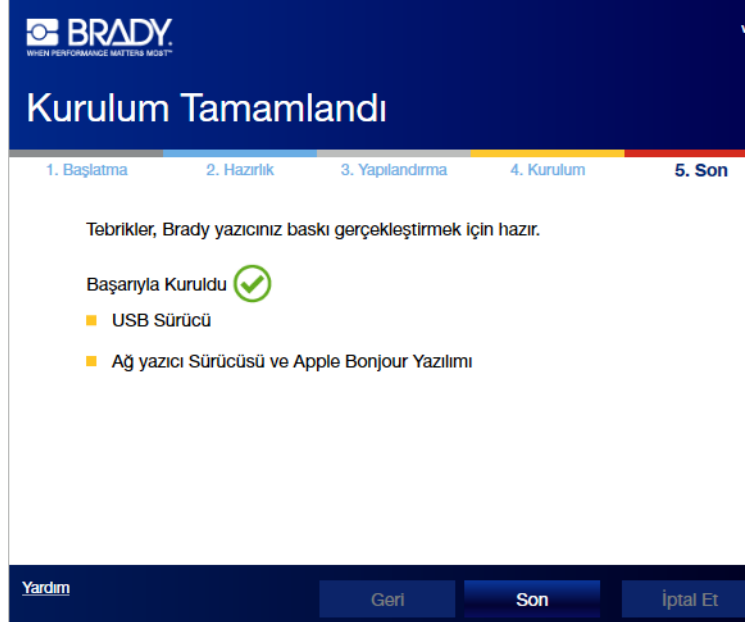 BRADY.
WHEN PERFORMANCE MATTERS MOST™
Kurulum Tamamlandı
1. Başlatma 2. Hazırlık 3. Yapılandırma 4. Kurulum 5. Son
Tebrikler, Brady yazıcınız baskı gerçekleştirmek için hazır.
Başarıyla Kuruldu
USB Sürücü
Ağ yazıcı Sürücüsü ve Apple Bonjour Yazılımı
Yardım Geri Son İptal Et